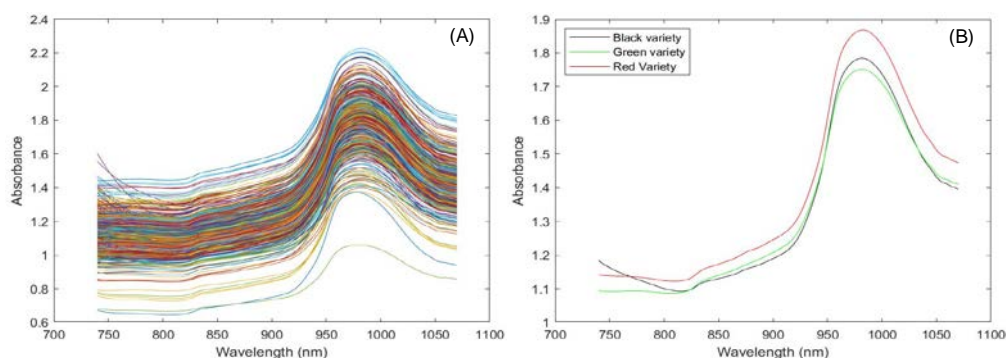 (A)
2.4
2.2
2
1.8
1.6
1.4
1.2
1
0.8
0.6
Absorbance
700 750 800 850 900 950 1000 1050 1100
Wavelength (nm)
(B)
Black variety
Green variety
Red Variety
1.9
1.8
1.7
1.6
1.5
1.4
1.3
1.2
1.1
1
Absorbance
700 750 800 850 900 950 1000 1050 1100
Wavelength (nm)